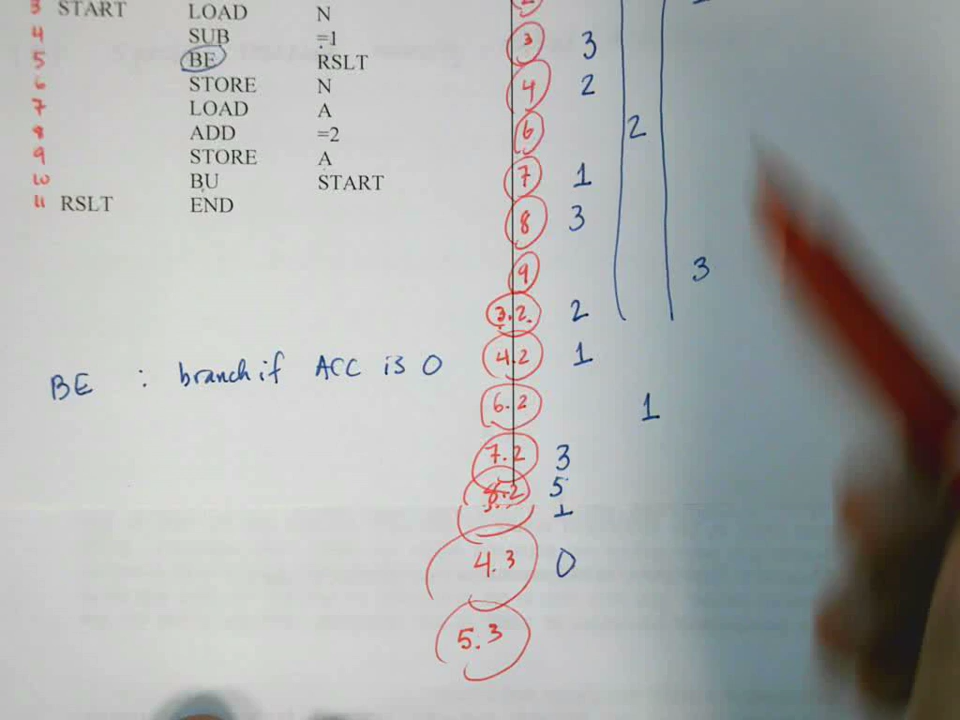 3 START LOAD N
4 SUB =1
5 BE RSLT
6 STORE N
7 LOAD A
8 ADD =2
9 STORE A
10 BU START
11 RSLT END
BE : branch if ACC is 0
3 3
4 2
6 2
7 1
8 3
9 3
3.2 2
4.2 1
6.2 1
7.2 3
8.2 5
1
4.3 0
5.3